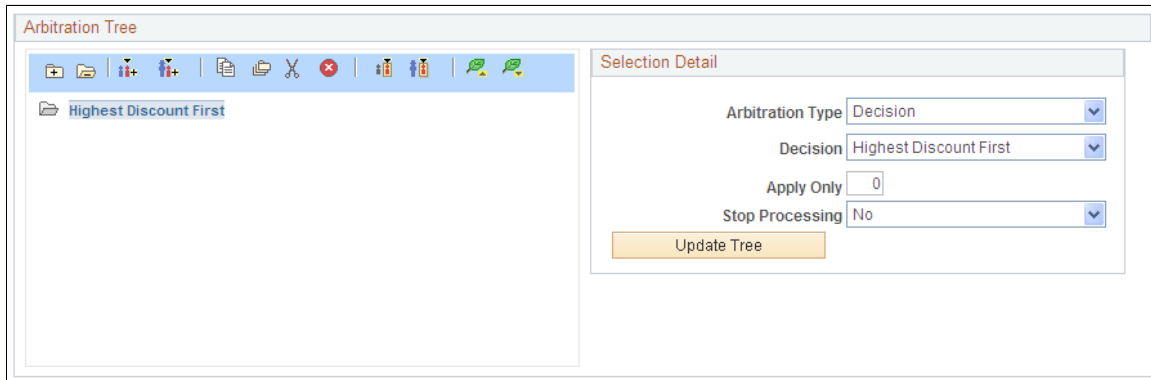 Arbitration Tree
Highest Discount First
Selection Detail
Arbitration Type Decision
Decision Highest Discount First
Apply Only 0
Stop Processing No
Update Tree